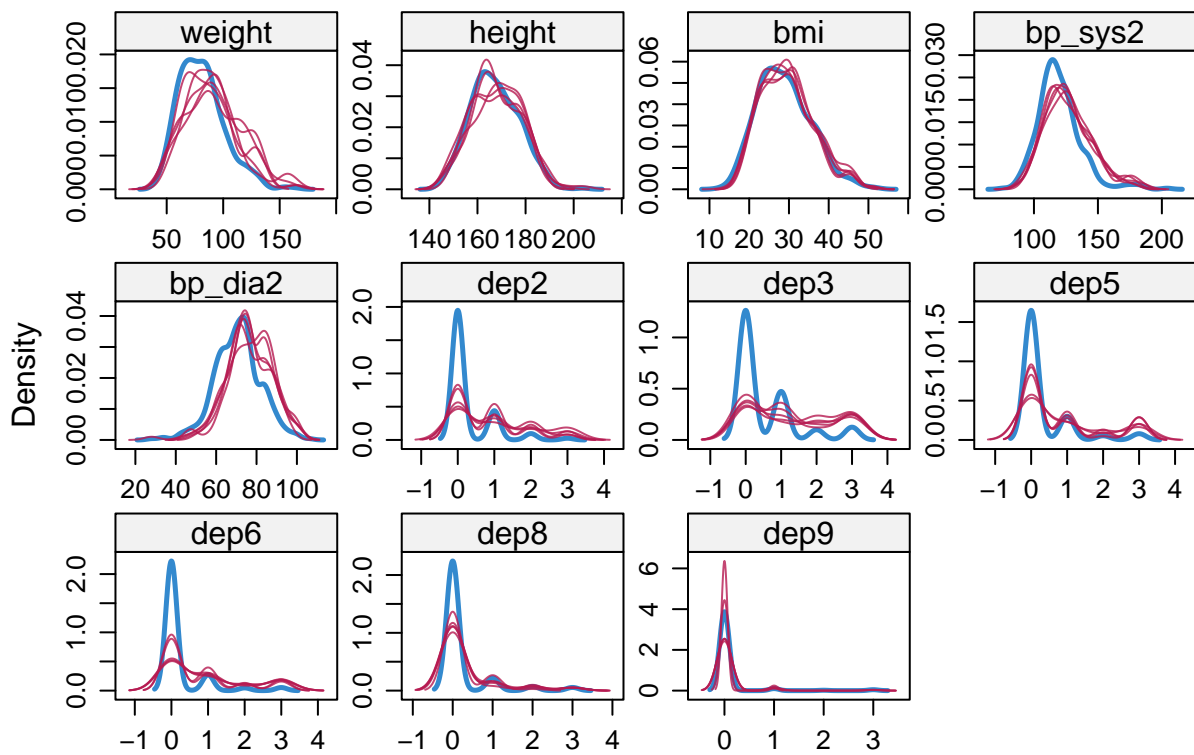 weight
height
bmi
bp_sys2
0.000 0.010 0.020
0.00 0.02 0.04
0.00 0.03 0.06
0.000 0.015 0.030
50 100 150
140 160 180 200
10 20 30 40 50
100 150 200
bp_dia2
dep2
dep3
dep5
Density
0.00 0.02 0.04
0.0 1.0 2.0
0.0 0.5 1.0
0.0 0.5 1.0 1.5
20 40 60 80 100
−1 0 1 2 3 4
−1 0 1 2 3 4
−1 0 1 2 3 4
dep6
dep8
dep9
0.0 1.0 2.0
0.0 1.0 2.0
0 2 4 6
−1 0 1 2 3 4
−1 0 1 2 3 4
0 1 2 3